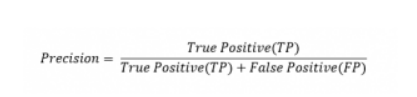 Precision = True Positive(TP) / True Positive(TP) + False Positive(FP)